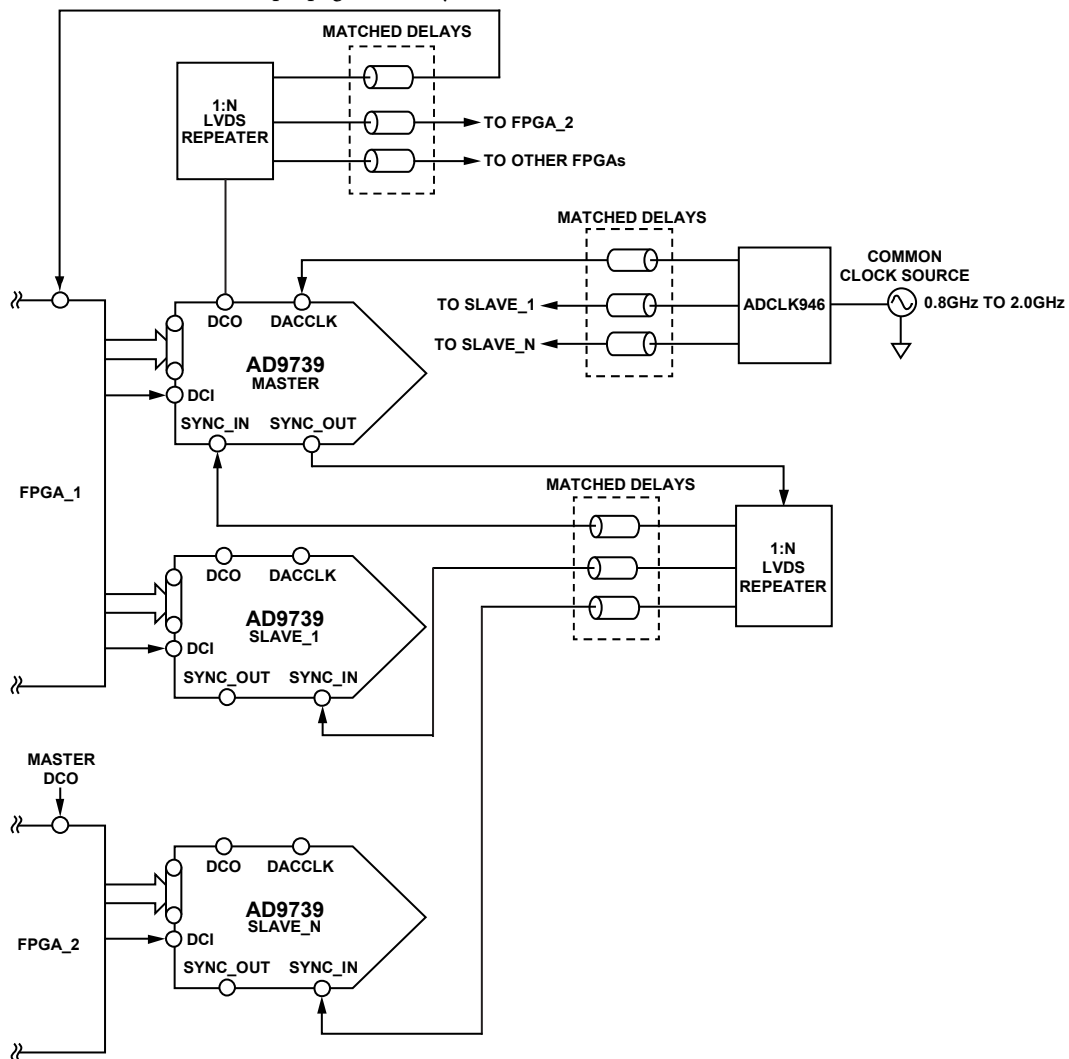 MATCHED DELAYS
1:N
LVDS
REPEATER
TO FPGA_2
TO OTHER FPGAs
MATCHED DELAYS
COMMON
CLOCK SOURCE
ADCLK946
0.8GHz TO 2.0GHz
TO SLAVE_1
TO SLAVE_N
DCO
DACCLK
AD9739
MASTER
DCI
SYNC_IN
SYNC_OUT
FPGA_1
MATCHED DELAYS
1:N
LVDS
REPEATER
DCO
DACCLK
AD9739
SLAVE_1
DCI
SYNC_OUT
SYNC_IN
MASTER
DCO
DCO
DACCLK
AD9739
SLAVE_N
FPGA_2
DCI
SYNC_OUT
SYNC_IN